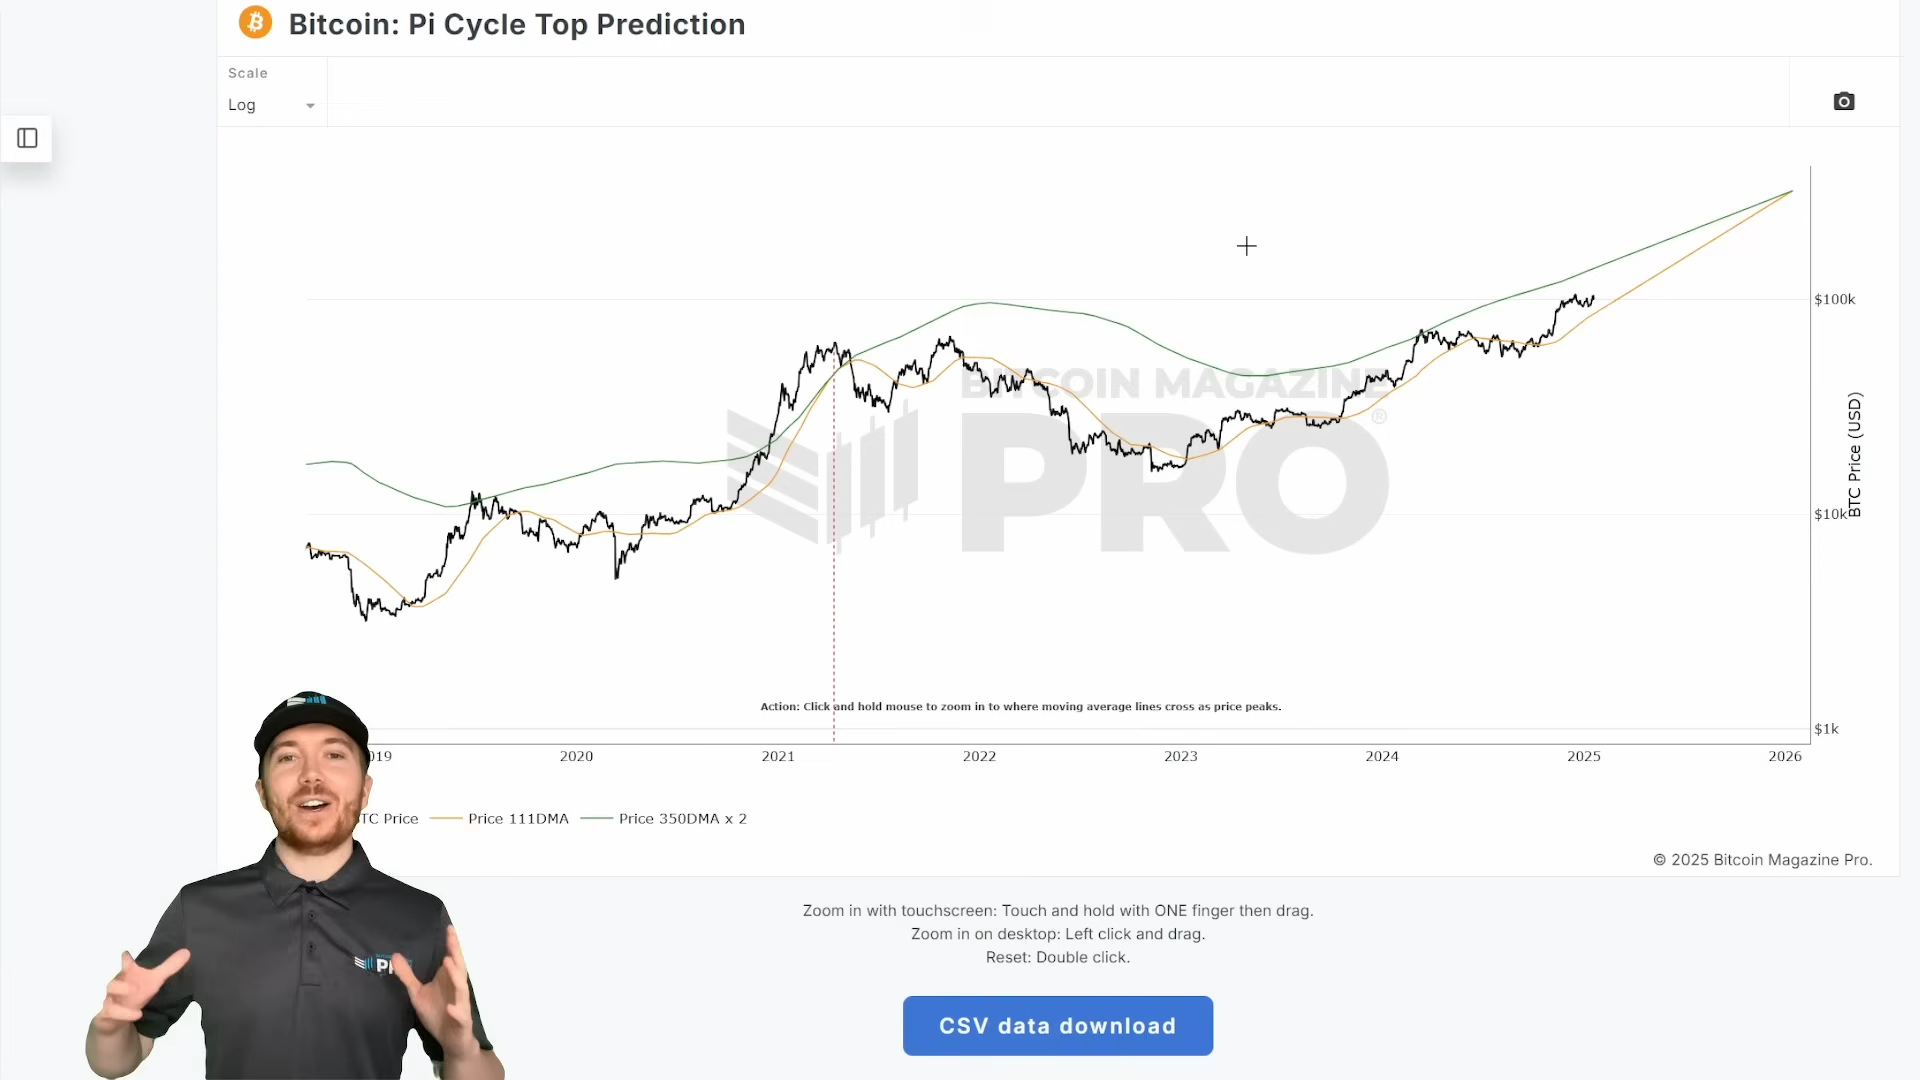 Bitcoin: Pi Cycle Top Prediction
Scale
Log
$100k
BITCOIN MAGAZINE
PRO®
$10k
BTC Price (USD)
Action: Click and hold mouse to zoom in to where moving average lines cross as price peaks.
$1k
019 2020 2021 2022 2023 2024 2025 2026
TC Price Price 111DMA Price 350DMA x 2
© 2025 Bitcoin Magazine Pro.
Zoom in with touchscreen: Touch and hold with ONE finger then drag.
Zoom in on desktop: Left click and drag.
Reset: Double click.
CSV data download